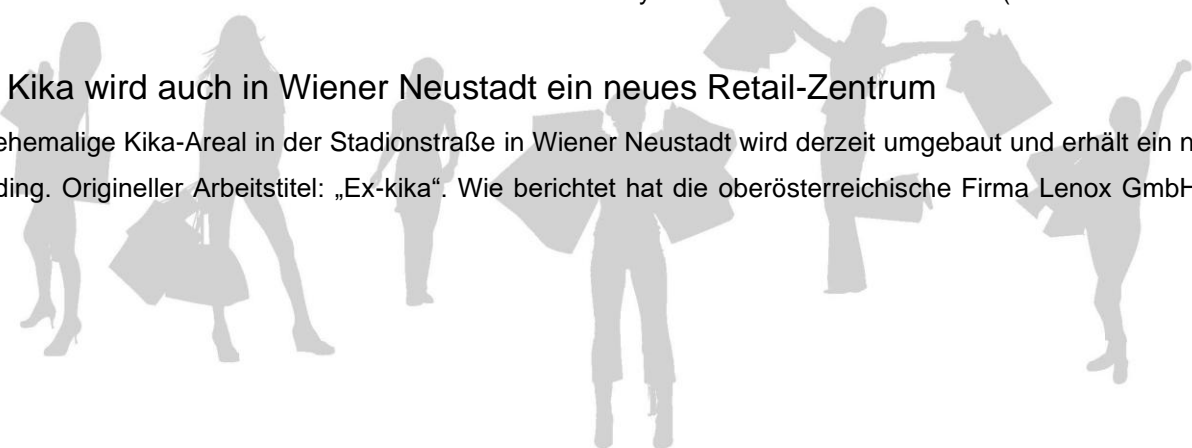 Kika wird auch in Wiener Neustadt ein neues Retail-Zentrum
ehemalige Kika-Areal in der Stadionstraße in Wiener Neustadt wird derzeit umgebaut und erhält ein
Origineller Arbeitstitel: „Ex-kika“. Wie berichtet hat die oberösterreichische Firma Lenox GmbH